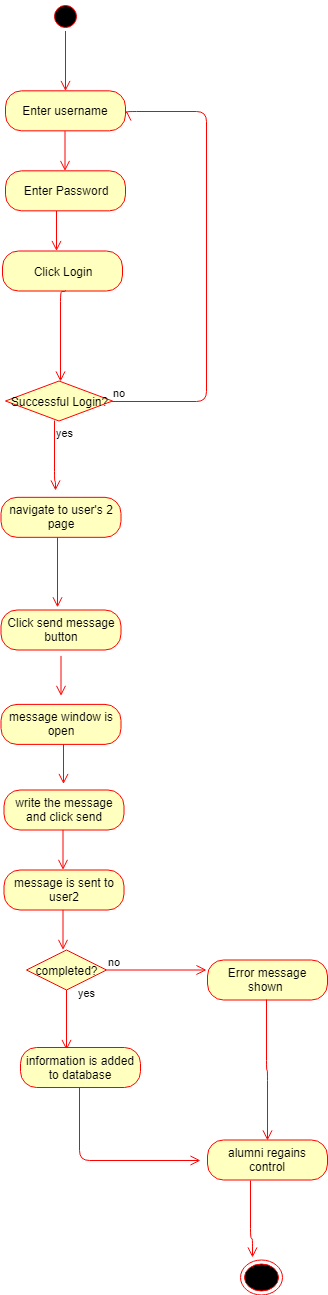 Enter username
Enter Password
Click Login
no
Successful Login?
yes
navigate to user's 2
page
Click send message
button
message window is
open
write the message
and click send
message is sent to
user2
no
completed?
Error message
shown
yes
information is added
to database
alumni regains
control